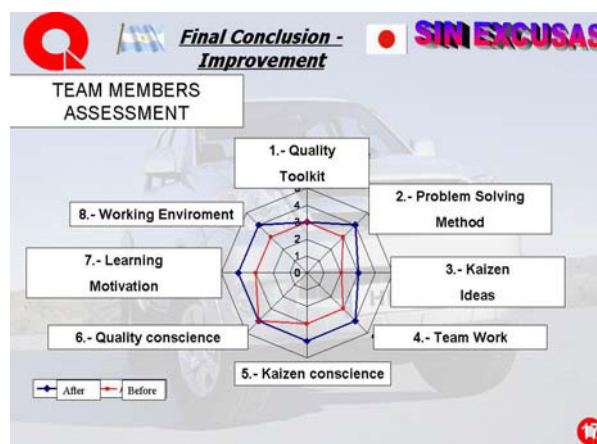 Final Conclusion -
Improvement
SIN EXCUSAS
TEAM MEMBERS
ASSESSMENT
1.- Quality
Toolkit
2.- Problem Solving
Method
3.- Kaizen
Ideas
4.- Team Work
5.- Kaizen conscience
6.- Quality conscience
7.- Learning
Motivation
8.- Working Enviroment
5
4
3
2
1
0
After
Before
17